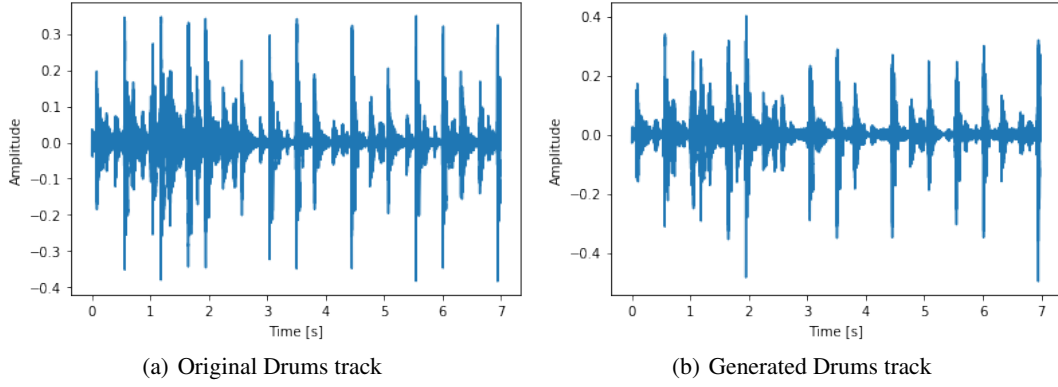 0.3
0.2
0.1
0.0
−0.1
−0.2
−0.3
−0.4
Amplitude
0 1 2 3 4 5 6 7
Time [s]
(a) Original Drums track
0.4
0.2
0.0
−0.2
−0.4
Amplitude
0 1 2 3 4 5 6 7
Time [s]
(b) Generated Drums track